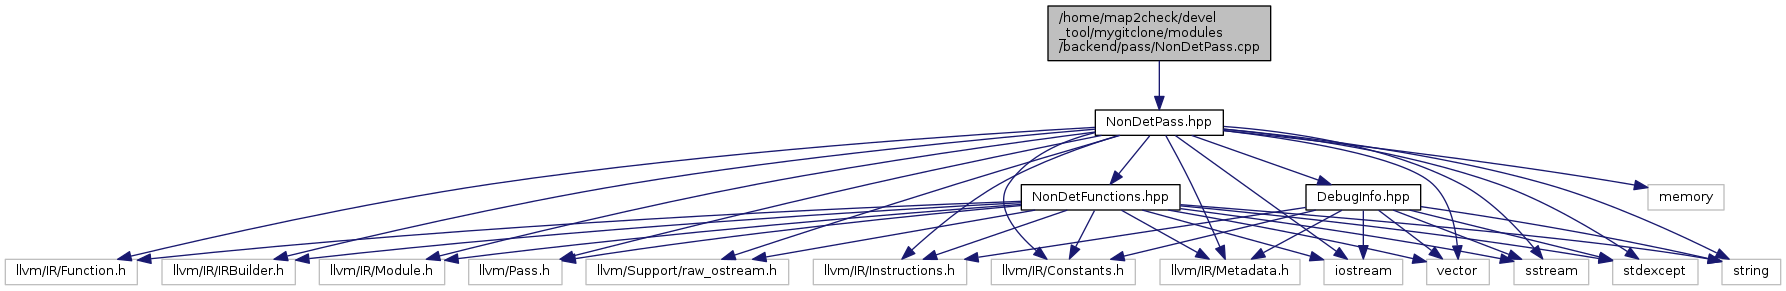 /home/map2check/devel
_tool/mygitclone/modules
/backend/pass/NonDetPass.cpp
NonDetPass.hpp
NonDetFunctions.hpp
DebugInfo.hpp
memory
llvm/IR/Function.h
llvm/IR/IRBuilder.h
llvm/IR/Module.h
llvm/Pass.h
llvm/Support/raw_ostream.h
llvm/IR/Instructions.h
llvm/IR/Constants.h
llvm/IR/Metadata.h
iostream
vector
sstream
stdexcept
string